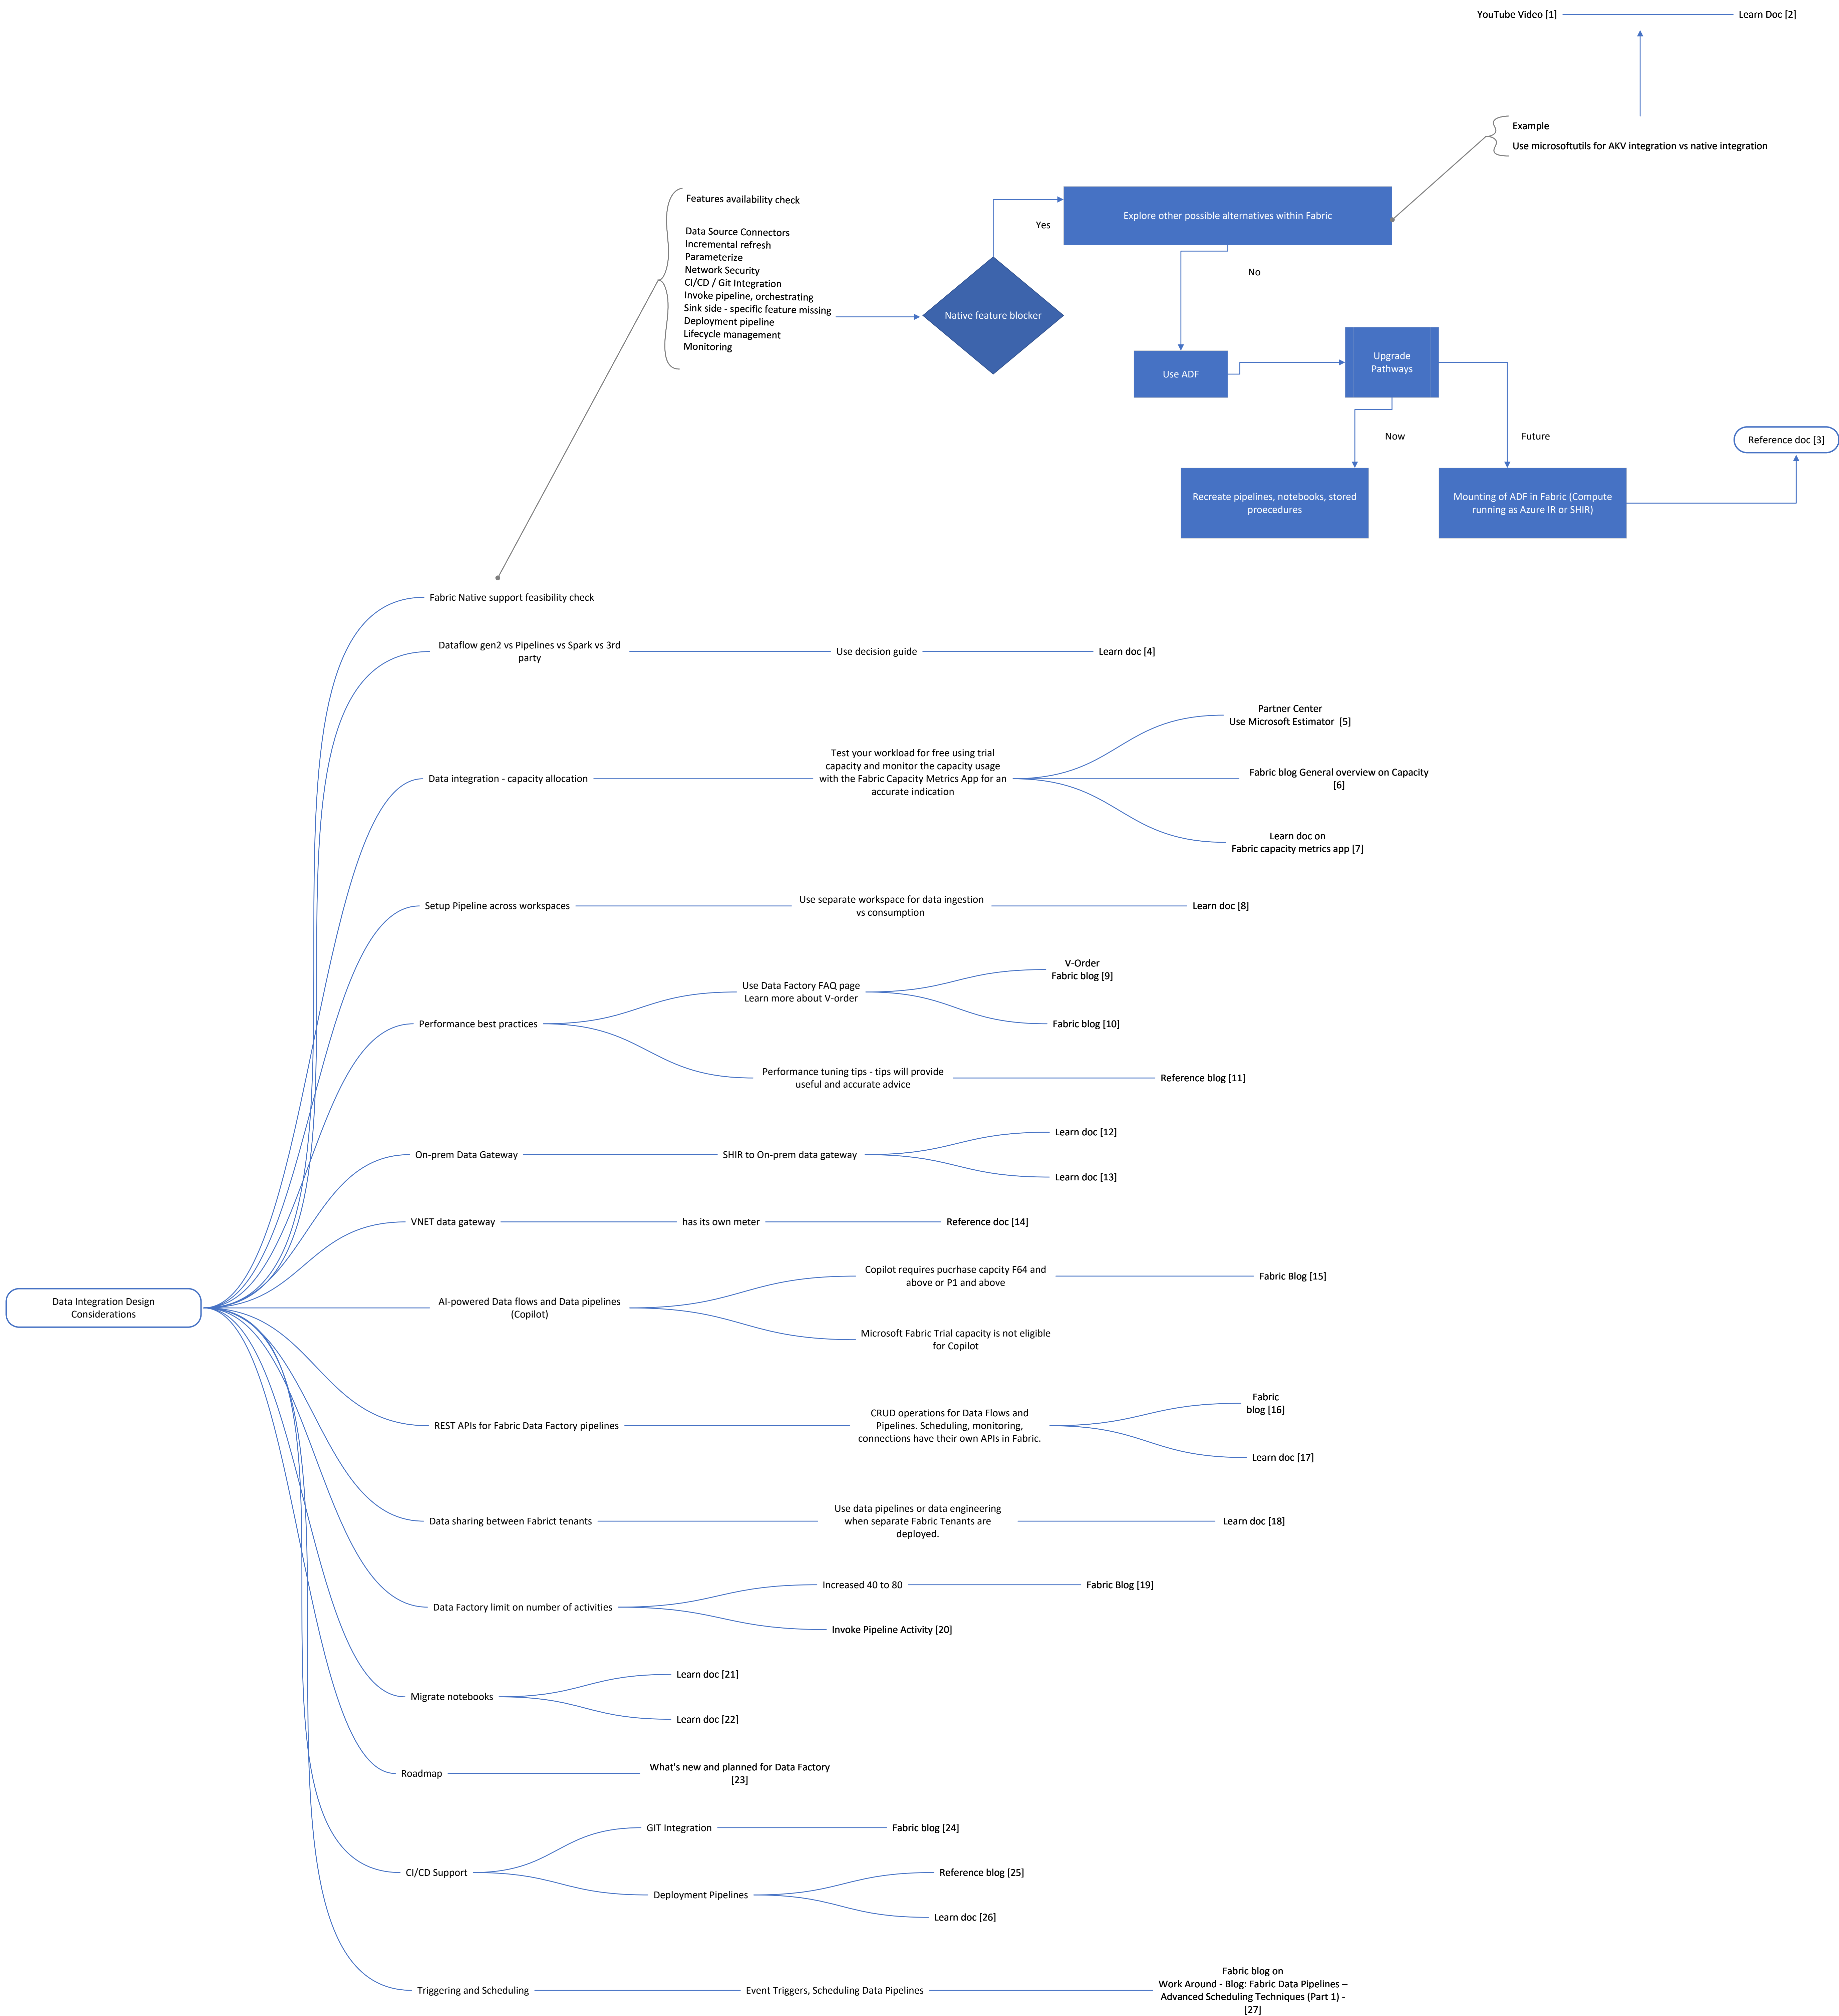 YouTube Video [1]
Learn Doc [2]
Example
Use microsoftutils for AKV integration vs native integration
Features availability check
Data Source Connectors
Incremental refresh
Parameterize
Network Security
CI/CD / Git Integration
Invoke pipeline, orchestrating
Sink side - specific feature missing
Deployment pipeline
Lifecycle management
Monitoring
Native feature blocker
Yes
Explore other possible alternatives within Fabric
No
Use ADF
Upgrade
Pathways
Now
Future
Reference doc [3]
Recreate pipelines, notebooks, stored
proecedures
Mounting of ADF in Fabric (Compute
running as Azure IR or SHIR)
Fabric Native support feasibility check
Dataflow gen2 vs Pipelines vs Spark vs 3rd
party
Use decision guide
Learn doc [4]
Data integration - capacity allocation
Test your workload for free using trial
capacity and monitor the capacity usage
with the Fabric Capacity Metrics App for an
accurate indication
Partner Center
Use Microsoft Estimator [5]
Fabric blog General overview on Capacity
[6]
Learn doc on
Fabric capacity metrics app [7]
Setup Pipeline across workspaces
Use separate workspace for data ingestion
vs consumption
Learn doc [8]
Performance best practices
Use Data Factory FAQ page
Learn more about V-order
V-Order
Fabric blog [9]
Fabric blog [10]
Performance tuning tips - tips will provide
useful and accurate advice
Reference blog [11]
On-prem Data Gateway
SHIR to On-prem data gateway
Learn doc [12]
Learn doc [13]
VNET data gateway
has its own meter
Reference doc [14]
Data Integration Design
Considerations
AI-powered Data flows and Data pipelines
(Copilot)
Copilot requires pucrhase capcity F64 and
above or P1 and above
Fabric Blog [15]
Microsoft Fabric Trial capacity is not eligible
for Copilot
REST APIs for Fabric Data Factory pipelines
CRUD operations for Data Flows and
Pipelines. Scheduling, monitoring,
connections have their own APIs in Fabric.
Fabric
blog [16]
Learn doc [17]
Data sharing between Fabrict tenants
Use data pipelines or data engineering
when separate Fabric Tenants are
deployed.
Learn doc [18]
Data Factory limit on number of activities
Increased 40 to 80
Fabric Blog [19]
Invoke Pipeline Activity [20]
Migrate notebooks
Learn doc [21]
Learn doc [22]
Roadmap
What's new and planned for Data Factory
[23]
CI/CD Support
GIT Integration
Fabric blog [24]
Deployment Pipelines
Reference blog [25]
Learn doc [26]
Triggering and Scheduling
Event Triggers, Scheduling Data Pipelines
Fabric blog on
Work Around - Blog: Fabric Data Pipelines –
Advanced Scheduling Techniques (Part 1) -
[27]